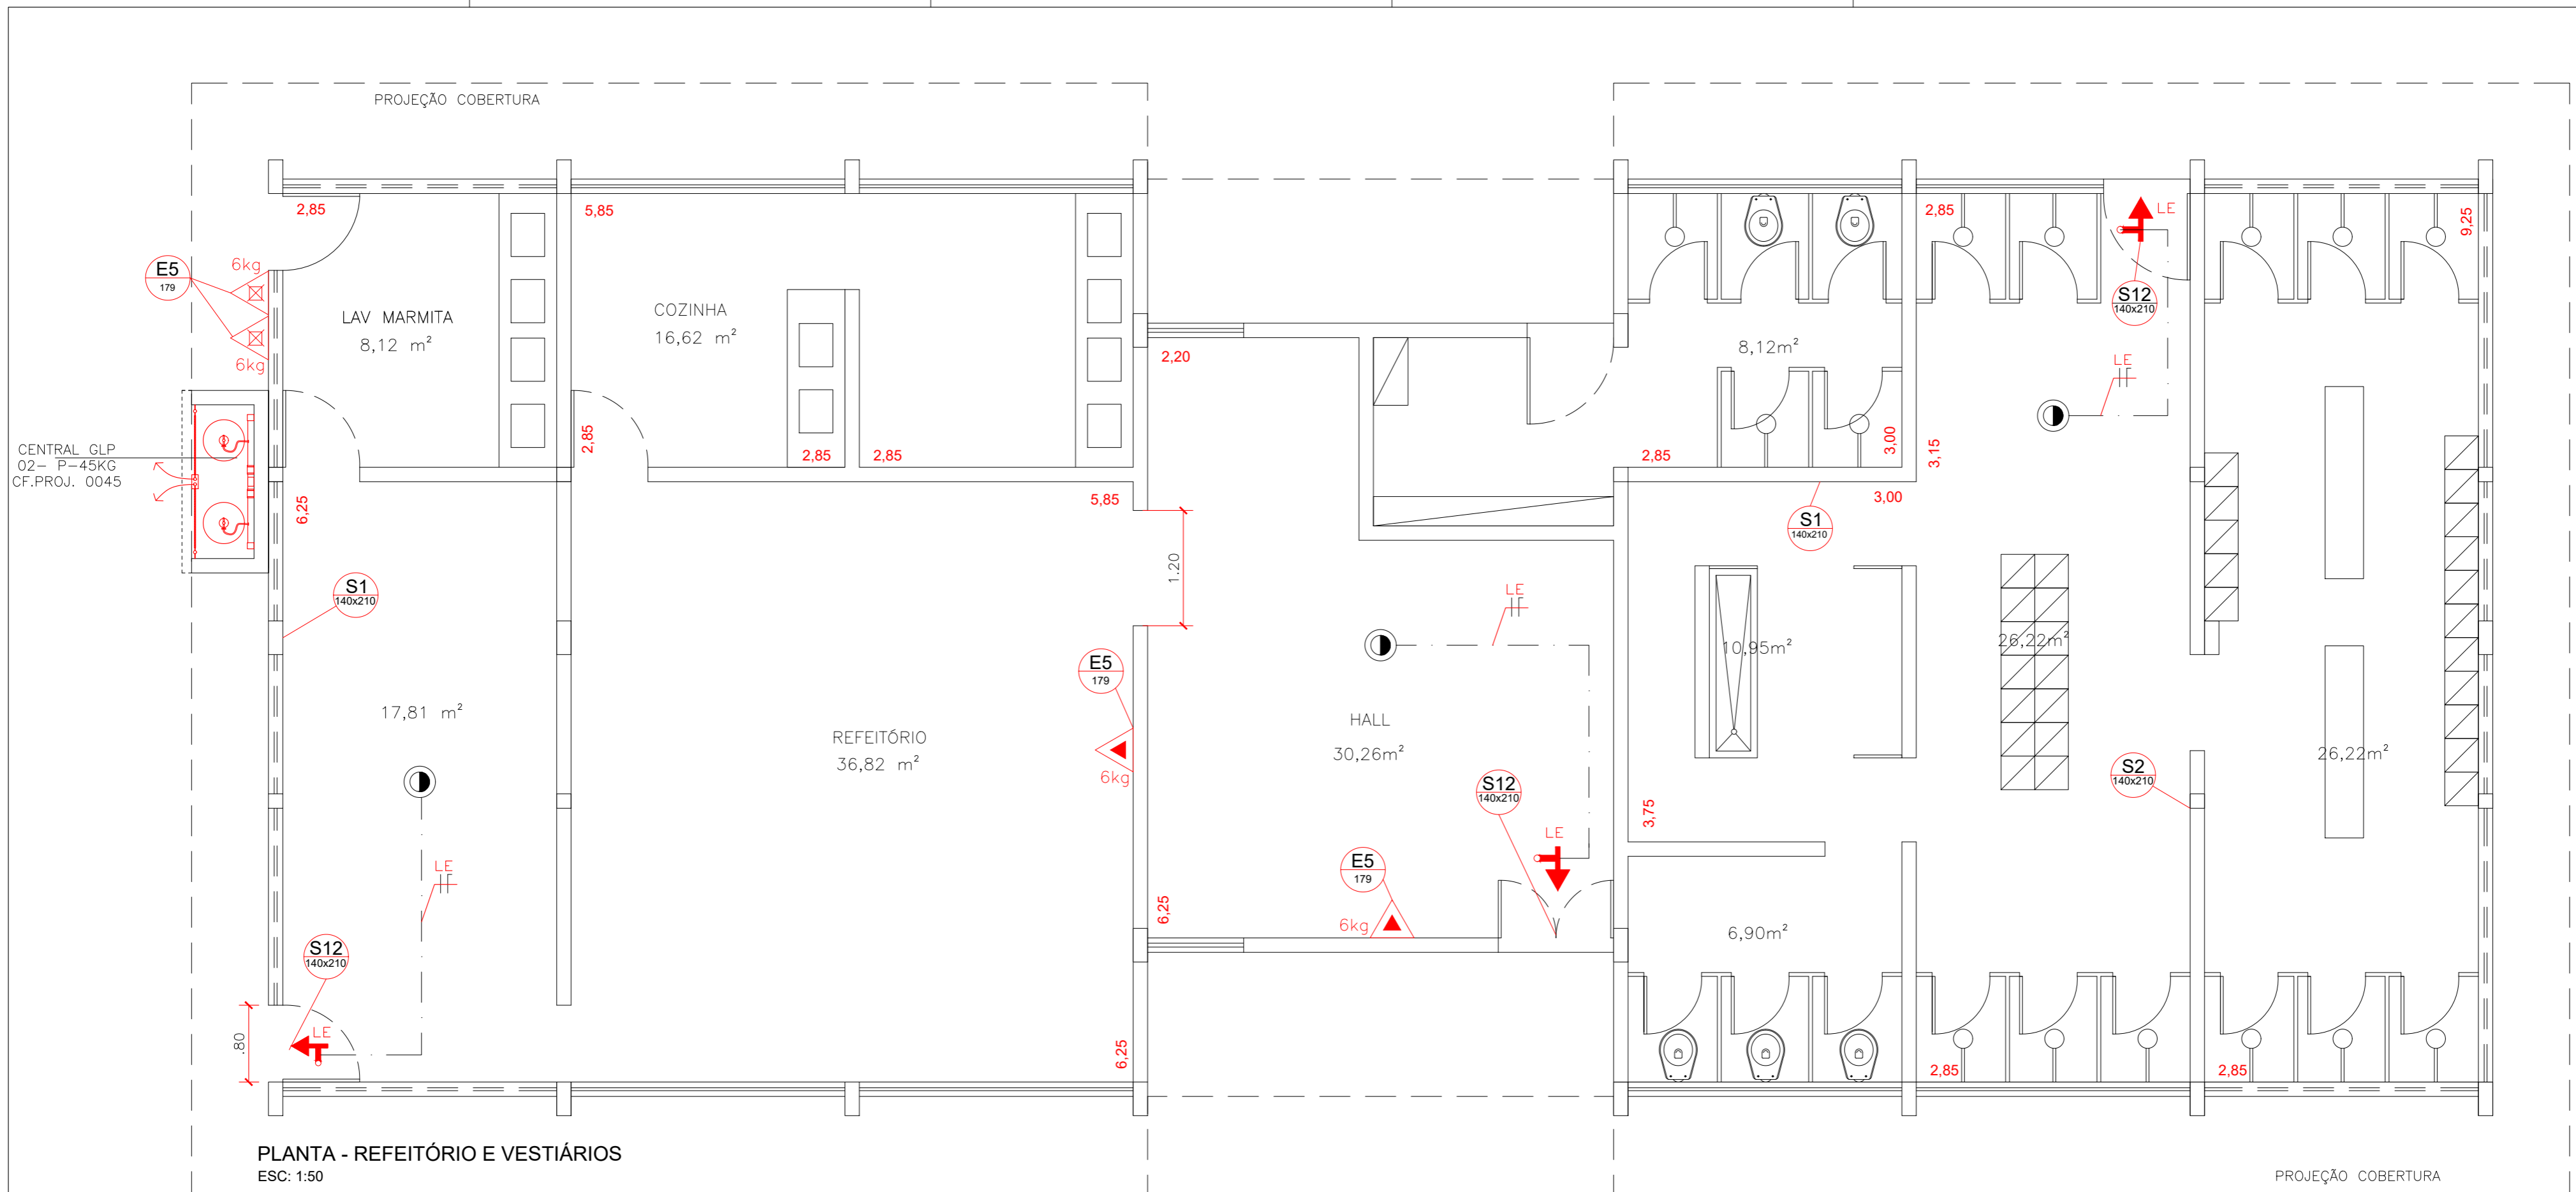 PROJEÇÃO COBERTURA
2,85
5,85
2,85
LE
9,25
E5
179
6kg
6kg
LAV MARMITA
8,12 m²
COZINHA
16,62 m²
2,20
8,12m²
S12
140x210
LE
CENTRAL GLP
02- P-45KG
CF.PROJ. 0045
2,85
2,85
2,85
2,85
3,00
3,15
6,25
5,85
3,00
S1
140x210
1.20
S1
140x210
LE
10,95m²
26,22m²
E5
179
17,81 m²
REFEITÓRIO
36,82 m²
6kg
HALL
30,26m²
S12
140x210
S2
140x210
26,22m²
3,75
LE
LE
E5
179
6kg
6,25
6,90m²
S12
140x210
LE
.80
6,25
2,85
2,85
PLANTA - REFEITÓRIO E VESTIÁRIOS
ESC: 1:50
PROJEÇÃO COBERTURA